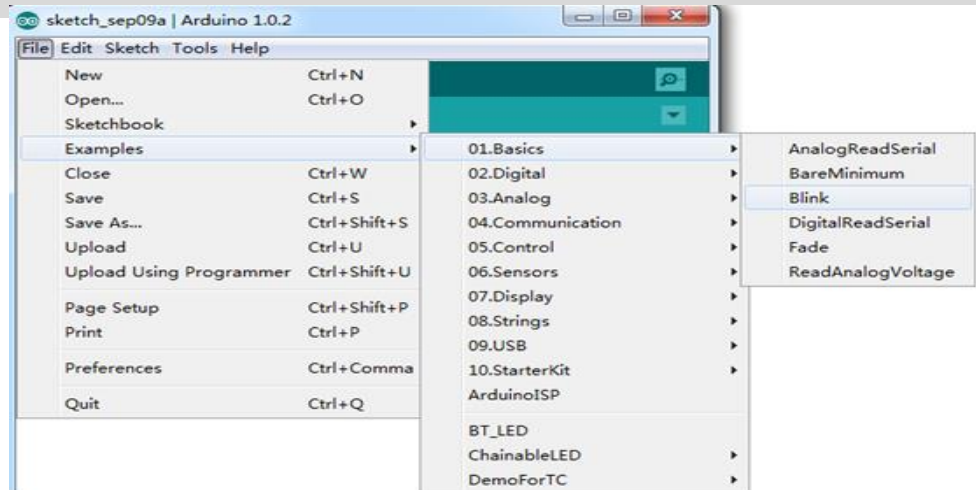 sketch_sep09a | Arduino 1.0.2
File Edit Sketch Tools Help
New Ctrl+N
Open... Ctrl+O
Sketchbook
Examples
Close Ctrl+W
Save Ctrl+S
Save As... Ctrl+Shift+S
Upload Ctrl+U
Upload Using Programmer Ctrl+Shift+U
Page Setup Ctrl+Shift+P
Print Ctrl+P
Preferences Ctrl+Comma
Quit Ctrl+Q
01.Basics
02.Digital
03.Analog
04.Communication
05.Control
06.Sensors
07.Display
08.Strings
09.USB
10.StarterKit
ArduinoISP
BT_LED
ChainableLED
DemoForTC
AnalogReadSerial
BareMinimum
Blink
DigitalReadSerial
Fade
ReadAnalogVoltage